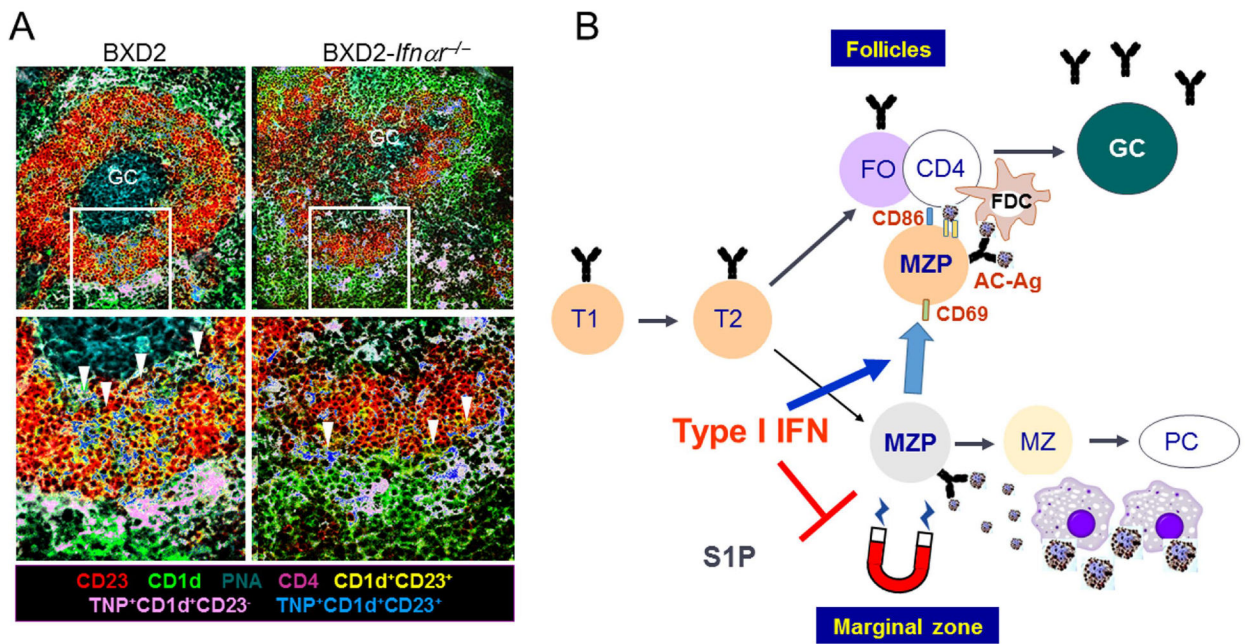 A
BXD2
BXD2-Ifnαr–/–
GC
GC
CD23 CD1d PNA CD4 CD1d+CD23+
TNP+CD1d+CD23- TNP+CD1d+CD23+
B
Follicles
FO
CD4
GC
FDC
CD86
MZP
AC-Ag
CD69
T1
T2
Type I IFN
MZP
MZ
PC
S1P
Marginal zone